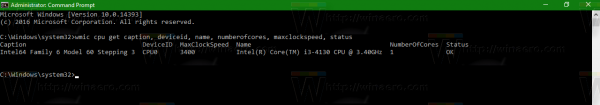 Administrator: Command Prompt
Microsoft Windows [Version 10.0.14393]
(c) 2016 Microsoft Corporation. All rights reserved.
C:\Windows\system32>wmic cpu get caption, deviceid, name, numberofcores, maxclockspeed, status
Caption DeviceID MaxClockSpeed Name NumberOfCores Status
Intel64 Family 6 Model 60 Stepping 3 CPU0 3400 Intel(R) Core(TM) i3-4130 CPU @ 3.40GHz 1 OK
C:\Windows\system32>